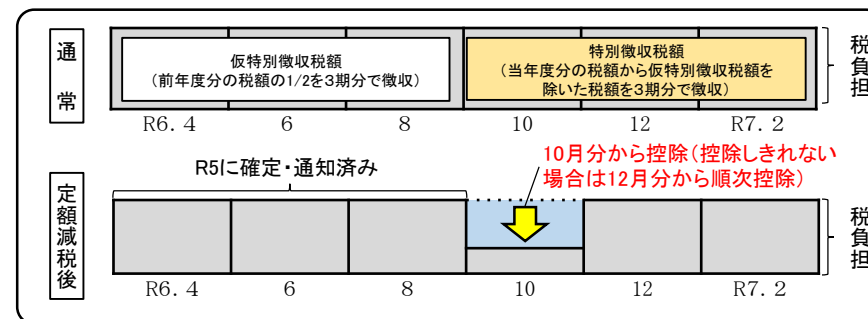 通常
仮特別徴収税額
(前年度分の税額の1/2を3期分で徴収)
特別徴収税額
(当年度分の税額から仮特別徴収税額を
除いた税額を3期分で徴収)
税負担
R6.4 6 8 10 12 R7.2
R5に確定・通知済み
10月分から控除(控除しきれない
場合は12月分から順次控除)
定額減税後
税負担
R6.4 6 8 10 12 R7.2